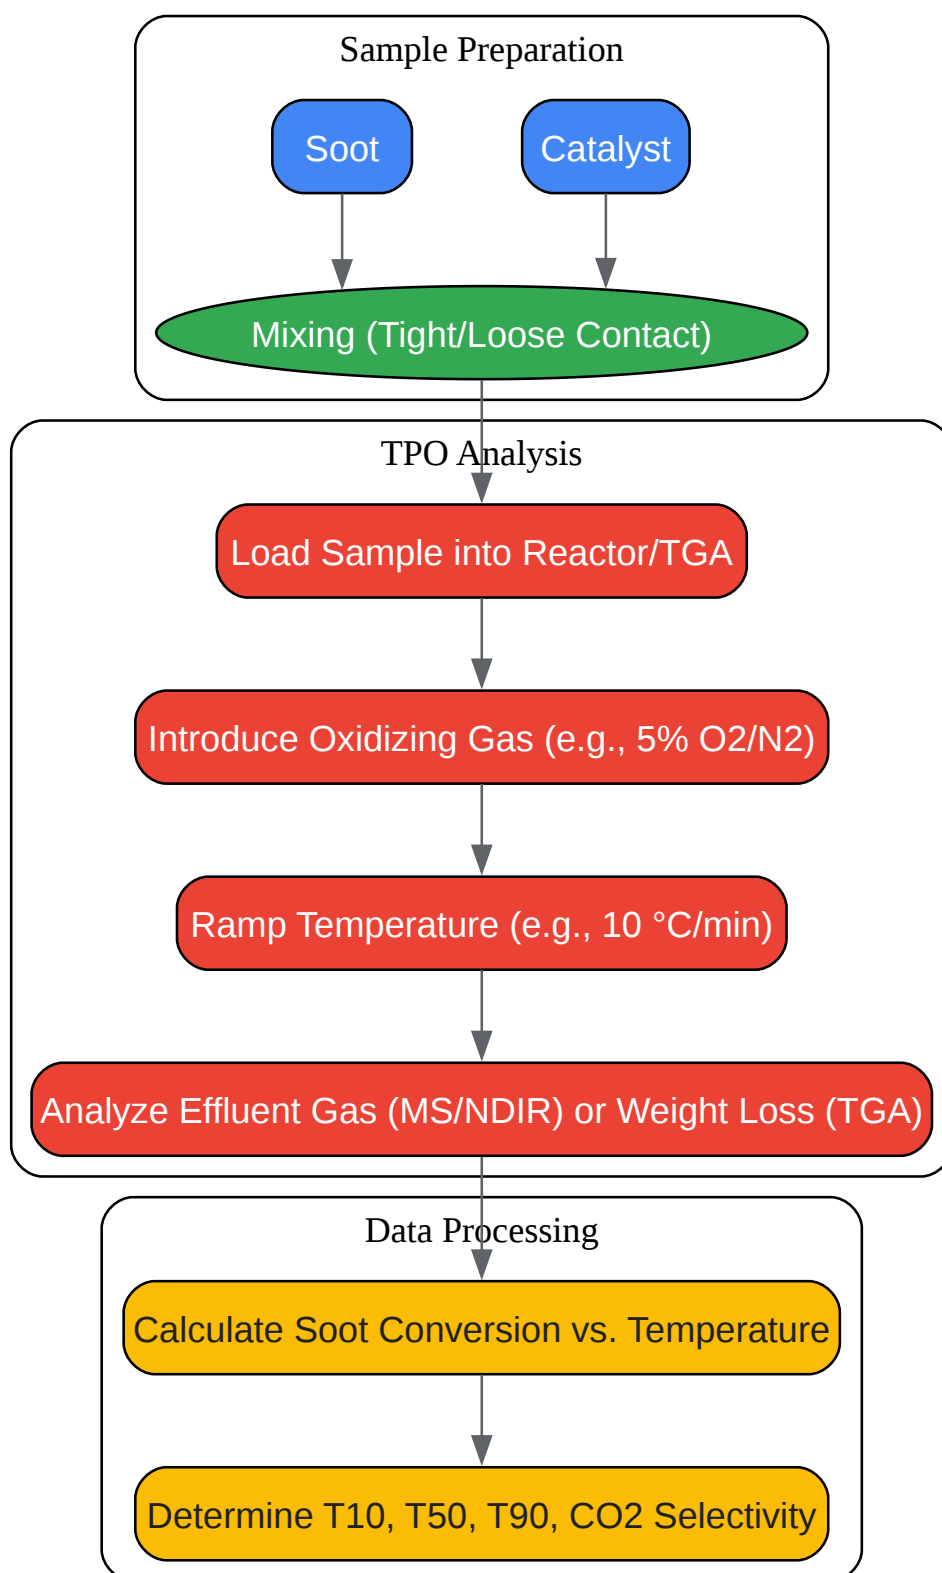 Sample Preparation
Soot
Catalyst
Mixing (Tight/Loose Contact)
TPO Analysis
Load Sample into Reactor/TGA
Introduce Oxidizing Gas (e.g., 5% O2/N2)
Ramp Temperature (e.g., 10 °C/min)
Analyze Effluent Gas (MS/NDIR) or Weight Loss (TGA)
Data Processing
Calculate Soot Conversion vs. Temperature
Determine T10, T50, T90, CO2 Selectivity